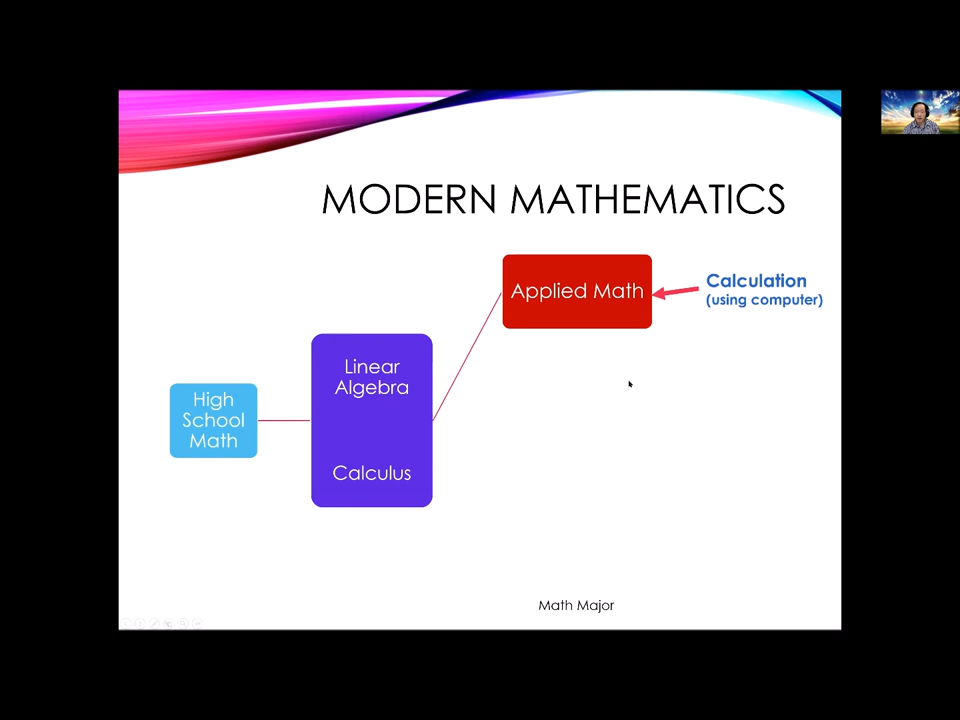 MODERN MATHEMATICS
Applied Math
Calculation
(using computer)
Linear
Algebra
High
School
Math
Calculus
Math Major